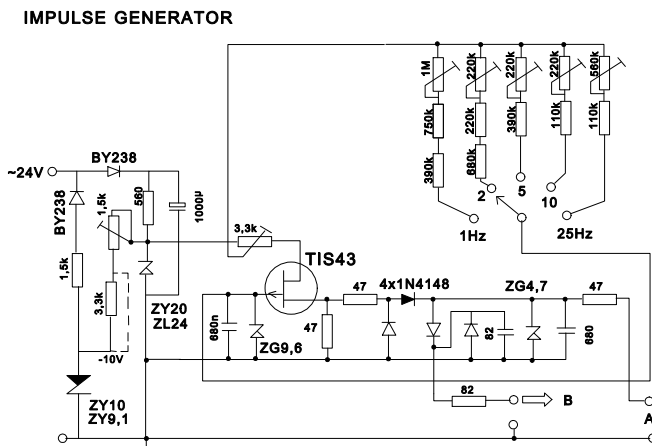 IMPULSE GENERATOR
1M
220k
220k
220k
560k
750k
220k
390k
110k
110k
390k
680k
~24V
BY238
BY238
1,5k
560
1000µ
2
5
10
1Hz
25Hz
3,3k
TIS43
1,5k
3,3k
ZY20
ZL24
47
4x1N4148
ZG4,7
47
680n
ZG9,6
47
82
680
-10V
ZY10
ZY9,1
82
B
A